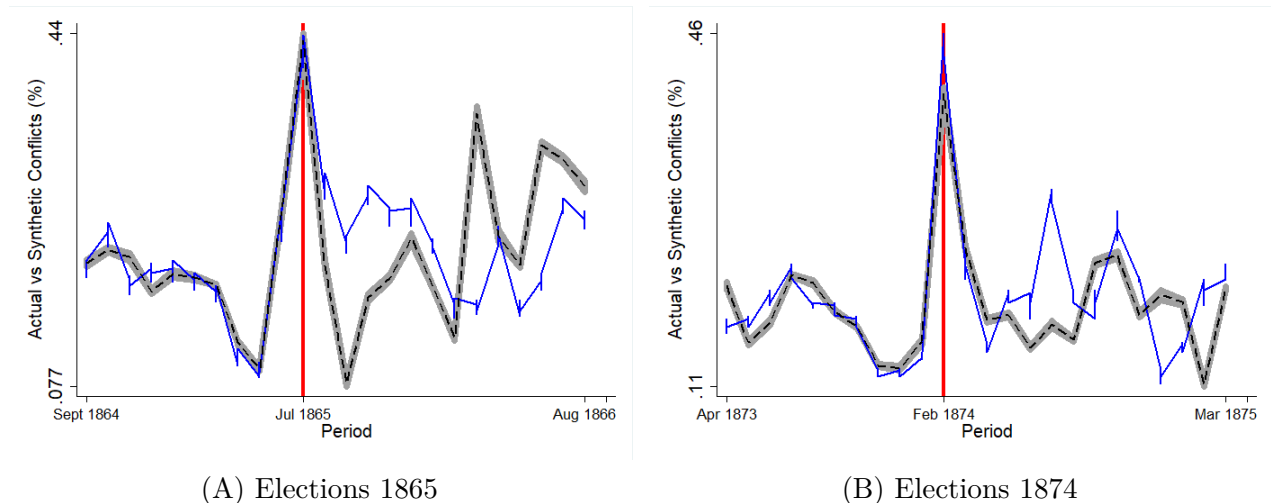 Actual vs Synthetic Conflicts (%)
.44
.077
Sept 1864
Jul 1865
Aug 1866
Period
(A) Elections 1865
Actual vs Synthetic Conflicts (%)
.46
.11
Apr 1873
Feb 1874
Mar 1875
Period
(B) Elections 1874